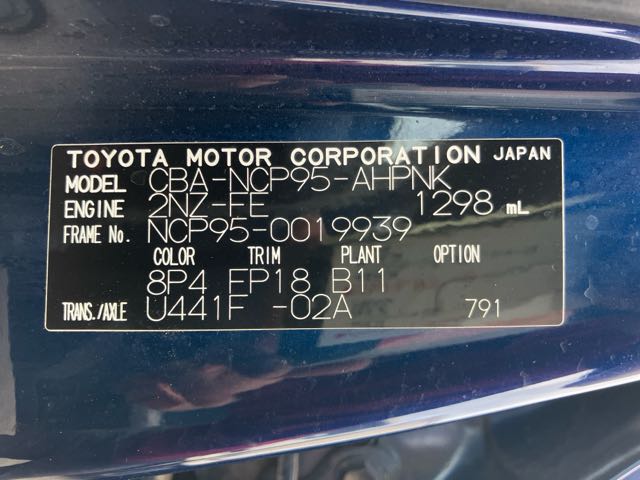 TOYOTA MOTOR CORPORATION JAPAN
MODEL CBA-NCP95-AHPNK
ENGINE 2NZ-FE 1298 mL
FRAME No. NCP95-0019939
COLOR TRIM PLANT OPTION
8P4 FP18 B11
TRANS./AXLE U441F -02A 791